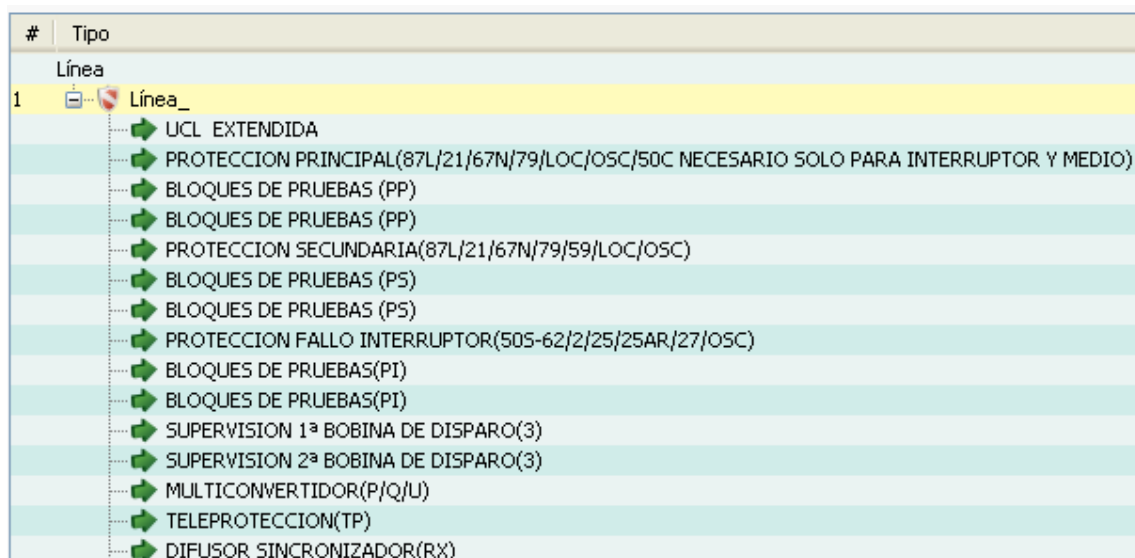 # Tipo
Línea
1 Línea_
UCL EXTENDIDA
PROTECCION PRINCIPAL(87L/21/67N/79/LOC/OSC/50C NECESARIO SOLO PARA INTERRUPTOR Y MEDIO)
BLOQUES DE PRUEBAS (PP)
BLOQUES DE PRUEBAS (PP)
PROTECCION SECUNDARIA(87L/21/67N/79/59/LOC/OSC)
BLOQUES DE PRUEBAS (PS)
BLOQUES DE PRUEBAS (PS)
PROTECCION FALLO INTERRUPTOR(50S-62/2/25/25AR/27/OSC)
BLOQUES DE PRUEBAS(PI)
BLOQUES DE PRUEBAS(PI)
SUPERVISION 1ª BOBINA DE DISPARO(3)
SUPERVISION 2ª BOBINA DE DISPARO(3)
MULTICONVERTIDOR(P/Q/U)
TELEPROTECCION(TP)
DIFUSOR SINCRONIZADOR(RX)